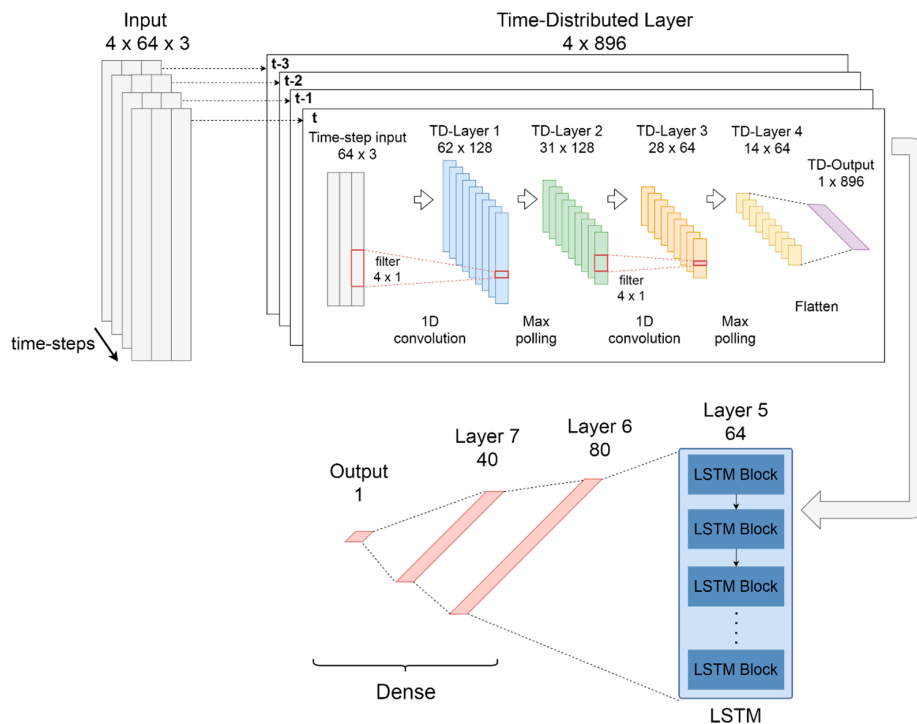 Input
4 x 64 x 3
Time-Distributed Layer
4 x 896
t-3
t-2
t-1
t
Time-step input
64 x 3
TD-Layer 1
62 x 128
TD-Layer 2
31 x 128
TD-Layer 3
28 x 64
TD-Layer 4
14 x 64
TD-Output
1 x 896
filter
4 x 1
filter
4 x 1
1D
convolution
Max
polling
1D
convolution
Max
polling
Flatten
time-steps
Output
1
Layer 7
40
Layer 6
80
Layer 5
64
LSTM Block
LSTM Block
LSTM Block
LSTM Block
Dense
LSTM